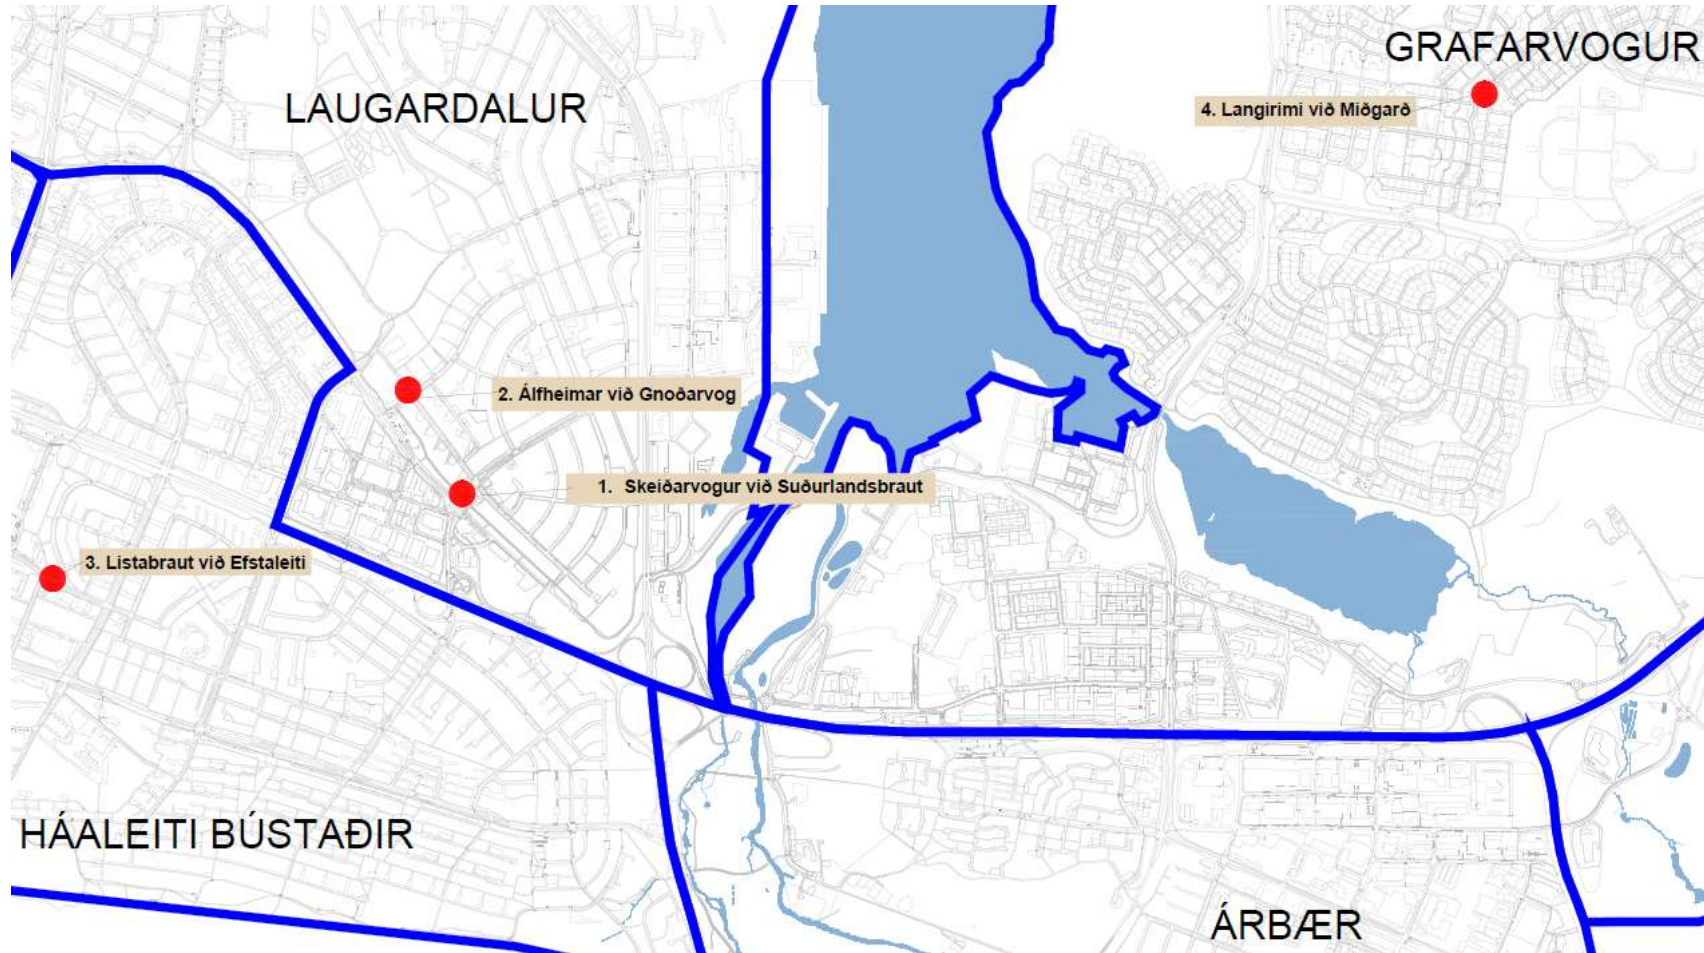 GRAFARVOGUR
LAUGARDALUR
4. Langirimi við Miðgarð
2. Álfheimar við Gnoðarvog
1. Skeiðarvogur við Suðurlandsbraut
3. Listabraut við Efstaleiti
HÁALEITI BÚSTAÐIR
ÁRBÆR